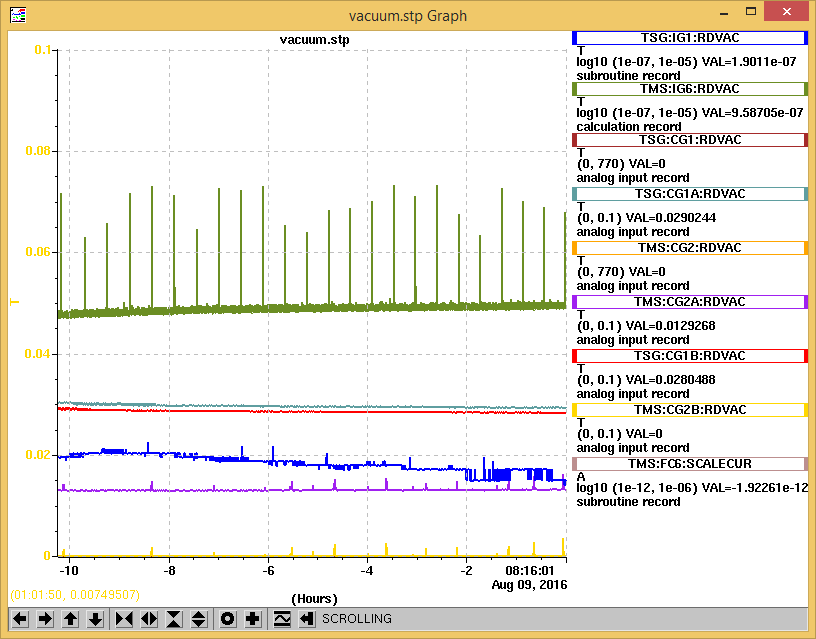 vacuum.stp Graph
vacuum.stp
0.1
0.08
0.06
T
0.04
0.02
0
-10
-8
-6
-4
-2
08:16:01
Aug 09, 2016
(Hours)
(01:01:50, 0.00749507)
TSG:IG1:RDVAC
T
log10 (1e-07, 1e-05) VAL=1.9011e-07
subroutine record
TMS:IG6:RDVAC
T
log10 (1e-07, 1e-05) VAL=9.58705e-07
calculation record
TSG:CG1:RDVAC
T
(0, 770) VAL=0
analog input record
TSG:CG1A:RDVAC
T
(0, 0.1) VAL=0.0290244
analog input record
TMS:CG2:RDVAC
T
(0, 770) VAL=0
analog input record
TMS:CG2A:RDVAC
T
(0, 0.1) VAL=0.0129268
analog input record
TSG:CG1B:RDVAC
T
(0, 0.1) VAL=0.0280488
analog input record
TMS:CG2B:RDVAC
T
(0, 0.1) VAL=0
analog input record
TMS:FC6:SCALECUR
A
log10 (1e-12, 1e-06) VAL=-1.92261e-12
subroutine record
SCROLLING